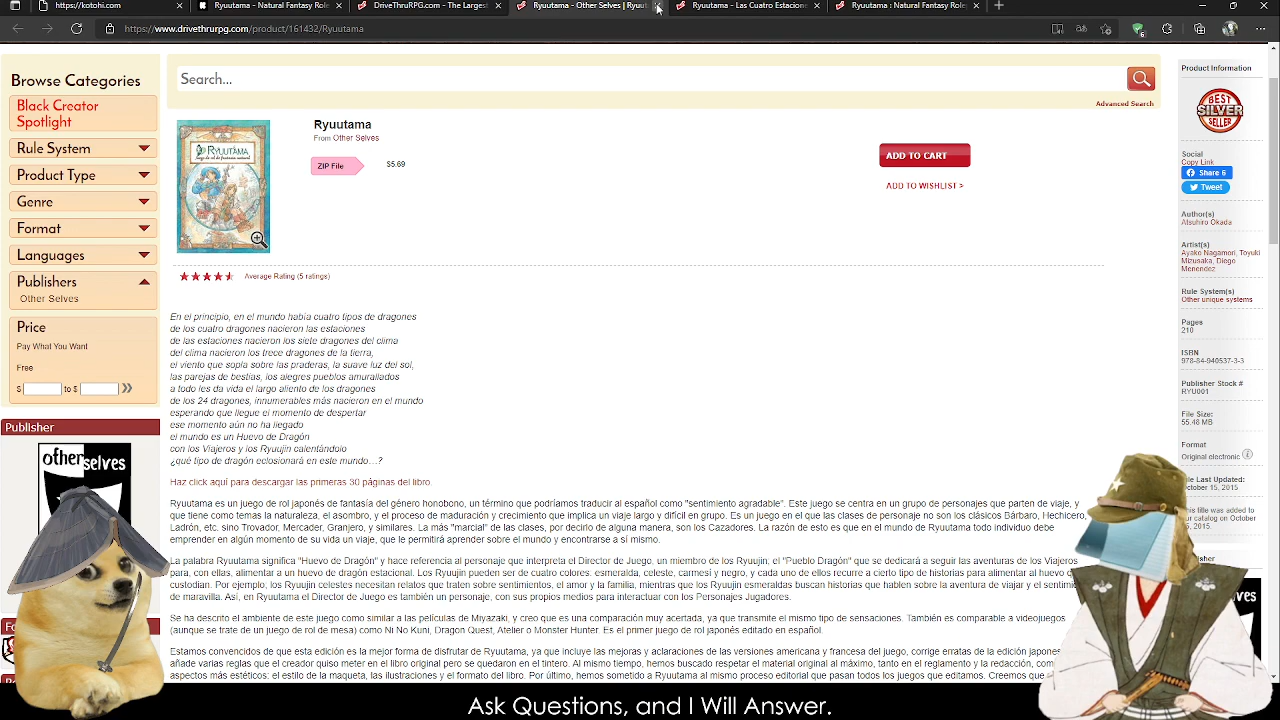 kotohi.com
Ryuutama - Natural Fantasy Role
DriveThruRPG.com - The Largest
Ryuutama - Other Selves | Ryuut
Ryuutama - Las Cuatro Estacione
Ryuutama : Natural Fantasy Role
https://www.drivethrurpg.com/product/161432/Ryuutama
Browse Categories
Black Creator
Spotlight
Rule System
Product Type
Genre
Format
Languages
Publishers
Other Selves
Price
Pay What You Want
Free
$ to $
Publisher
other
selves
Search...
Advanced Search
RYUUTAMA
Ryuutama
From Other Selves
ZIP File
$5.69
ADD TO CART
ADD TO WISHLIST >
Average Rating (5 ratings)
En el principio, en el mundo había cuatro tipos de dragones
de los cuatro dragones nacieron las estaciones
de las estaciones nacieron los siete dragones del clima
del clima nacieron los trece dragones de la tierra,
el viento que sopla sobre las praderas, la suave luz del sol,
las parejas de bestias, los alegres pueblos amurallados
a todo les da vida el largo aliento de los dragones
de los 24 dragones, innumerables más nacieron en el mundo
esperando que llegue el momento de despertar
ese momento aún no ha llegado
el mundo es un Huevo de Dragón
con los Viajeros y los Ryuujin calentándolo
¿qué tipo de dragón eclosionará en este mundo…?
Haz click aquí para descargar las primeras 30 páginas del libro.
Ryuutama es un juego de rol japonés de fantasía del género honobono, un término que podríamos traducir al español como "sentimiento agradable". Este juego se centra en un grupo de personajes que parten de viaje, y
que tiene como temas la naturaleza, el asombro, y el proceso de maduración y crecimiento que implica un viaje largo y difícil en grupo. Es un juego en el que las clases de personaje no son los clásicos Bárbaro, Hechicero,
Ladrón, etc. sino Trovador, Mercader, Granjero, y similares. La más "marcial" de las clases, por decirlo de alguna manera, son los Cazadores. La razón de esto es que en el mundo de Ryuutama todo individuo debe
emprender en algún momento de su vida un viaje, que le permitirá aprender sobre el mundo y encontrarse a sí mismo.
La palabra Ryuutama significa "Huevo de Dragón" y hace referencia al personaje que interpreta el Director de Juego, un miembro de los Ryuujin, el "Pueblo Dragón" que se dedicará a seguir las aventuras de los Viajeros
para, con ellas, alimentar a un huevo de dragón estacional. Los Ryuujin pueden ser de cuatro colores: esmeralda, celeste, carmesí y negro, y cada uno de ellos recurre a cierto tipo de historias para alimentar al huevo
custodian. Por ejemplo, los Ryuujin celestes necesitan relatos que traten sobre sentimientos, el amor y la familia, mientras que los Ryuujin esmeraldas buscan historias que hablen sobre la aventura de viajar y el
de maravilla. Así, en Ryuutama el Director de Juego es también un personaje, con sus propios medios para interactuar con los Personajes Jugadores.
Se ha descrito el ambiente de este juego como similar a las películas de Miyazaki, y creo que es una comparación muy acertada, ya que transmite el mismo tipo de sensaciones. También es comparable a videojuegos
(aunque se trate de un juego de rol de mesa) como Ni No Kuni, Dragon Quest, Atelier o Monster Hunter. Es el primer juego de rol japonés editado en español.
Estamos convencidos de que esta edición es la mejor forma de disfrutar de Ryuutama, ya que incluye las mejoras y aclaraciones de las versiones americana y francesa del juego, corrige erratas de la edición japonesa
añade varias reglas que el creador quiso meter en el libro original pero se quedaron en el tintero. Al mismo tiempo, hemos buscado respetar el material original al máximo, tanto en el reglamento y la redacción, como
aspectos más estéticos: el estilo de la maqueta, las ilustraciones y el formato del libro. Por último, hemos sometido a Ryuutama al mismo proceso editorial que pasan todos los juegos que editamos. Creemos que
Product Information
BEST
SILVER
SELLER
Social
Copy Link
Share 6
Tweet
Author(s)
Atsuhiro Okada
Artist(s)
Ayako Nagamori, Toyuki
Mizusaka, Diego
Menendez
Rule System(s)
Other unique systems
Pages
210
ISBN
978-84-940537-3-3
Publisher Stock #
RYU001
File Size:
55.48 MB
Format
Original electronic
Last Updated:
October 15, 2015
This title was added to
our catalog on October
2015.
Ask Questions, and I Will Answer.